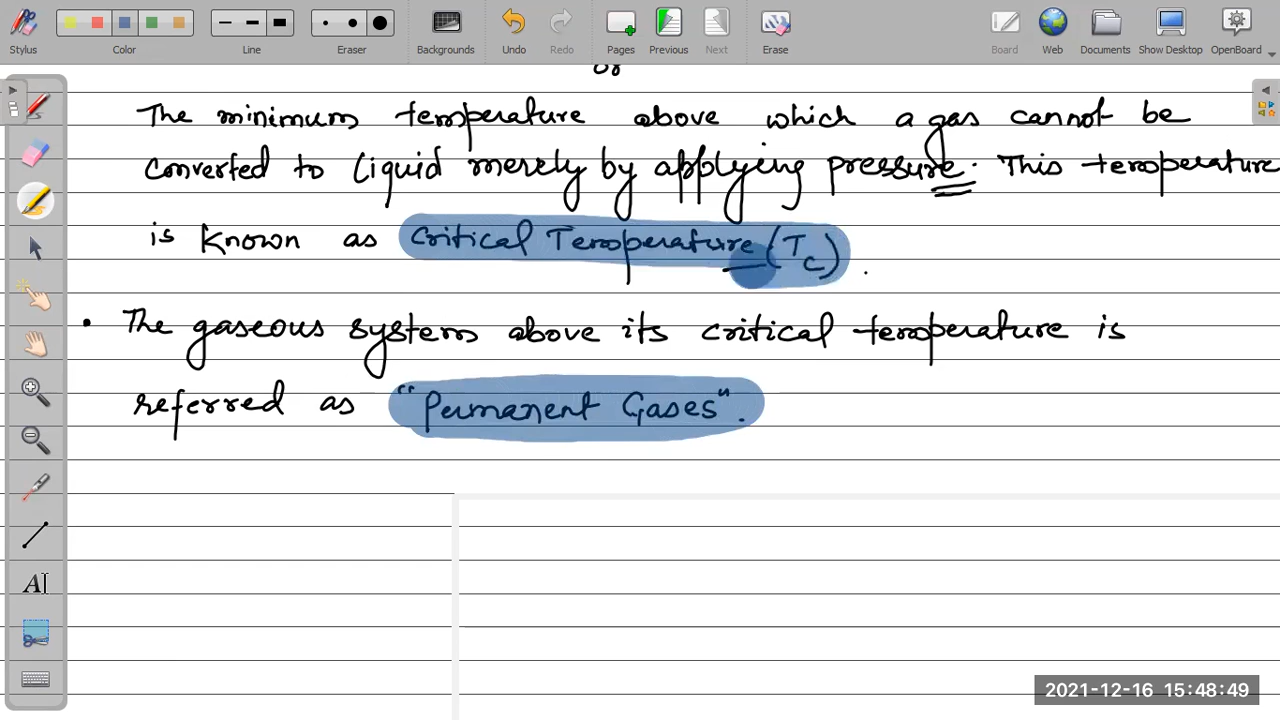 Stylus
Color
Line
Eraser
Backgrounds
Undo
Redo
Pages
Previous
Next
Erase
Board
Web
Documents
Show Desktop
OpenBoard
or
The minimum temperature above which a gas cannot be
converted to liquid merely by applying pressure. This temperature
is known as Critical Temperature (Tc).
• The gaseous system above its critical temperature is
referred as "Permanent Gases".
A
2021-12-16 15:48:49